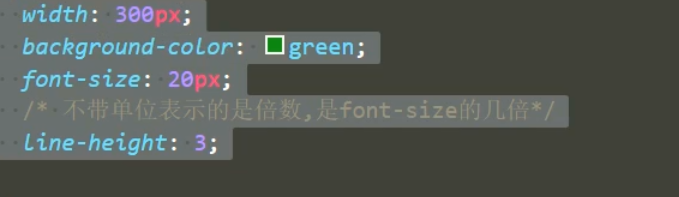 width: 300px;
background-color: green;
font-size: 20px;
/* 不带单位表示的是倍数,是font-size的几倍*/
line-height: 3;